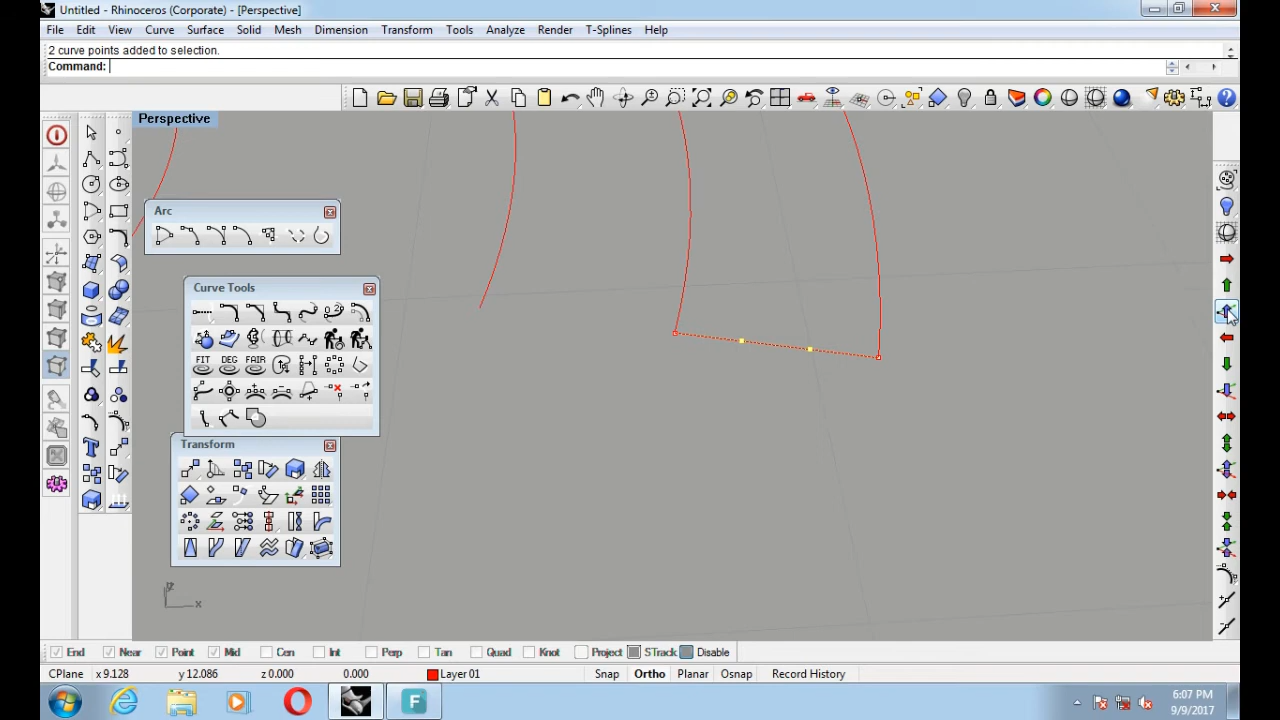 Untitled - Rhinoceros (Corporate) - [Perspective]
File Edit View Curve Surface Solid Mesh Dimension Transform Tools Analyze Render T-Splines Help
2 curve points added to selection.
Command:
Perspective
Arc
Curve Tools
FIT DEG FAIR
Transform
x
End Near Point Mid Cen Int Perp Tan Quad Knot Project STrack Disable
CPlane x 9.128 y 12.086 z 0.000 0.000 Layer 01 Snap Ortho Planar Osnap Record History
F
6:07 PM
9/9/2017